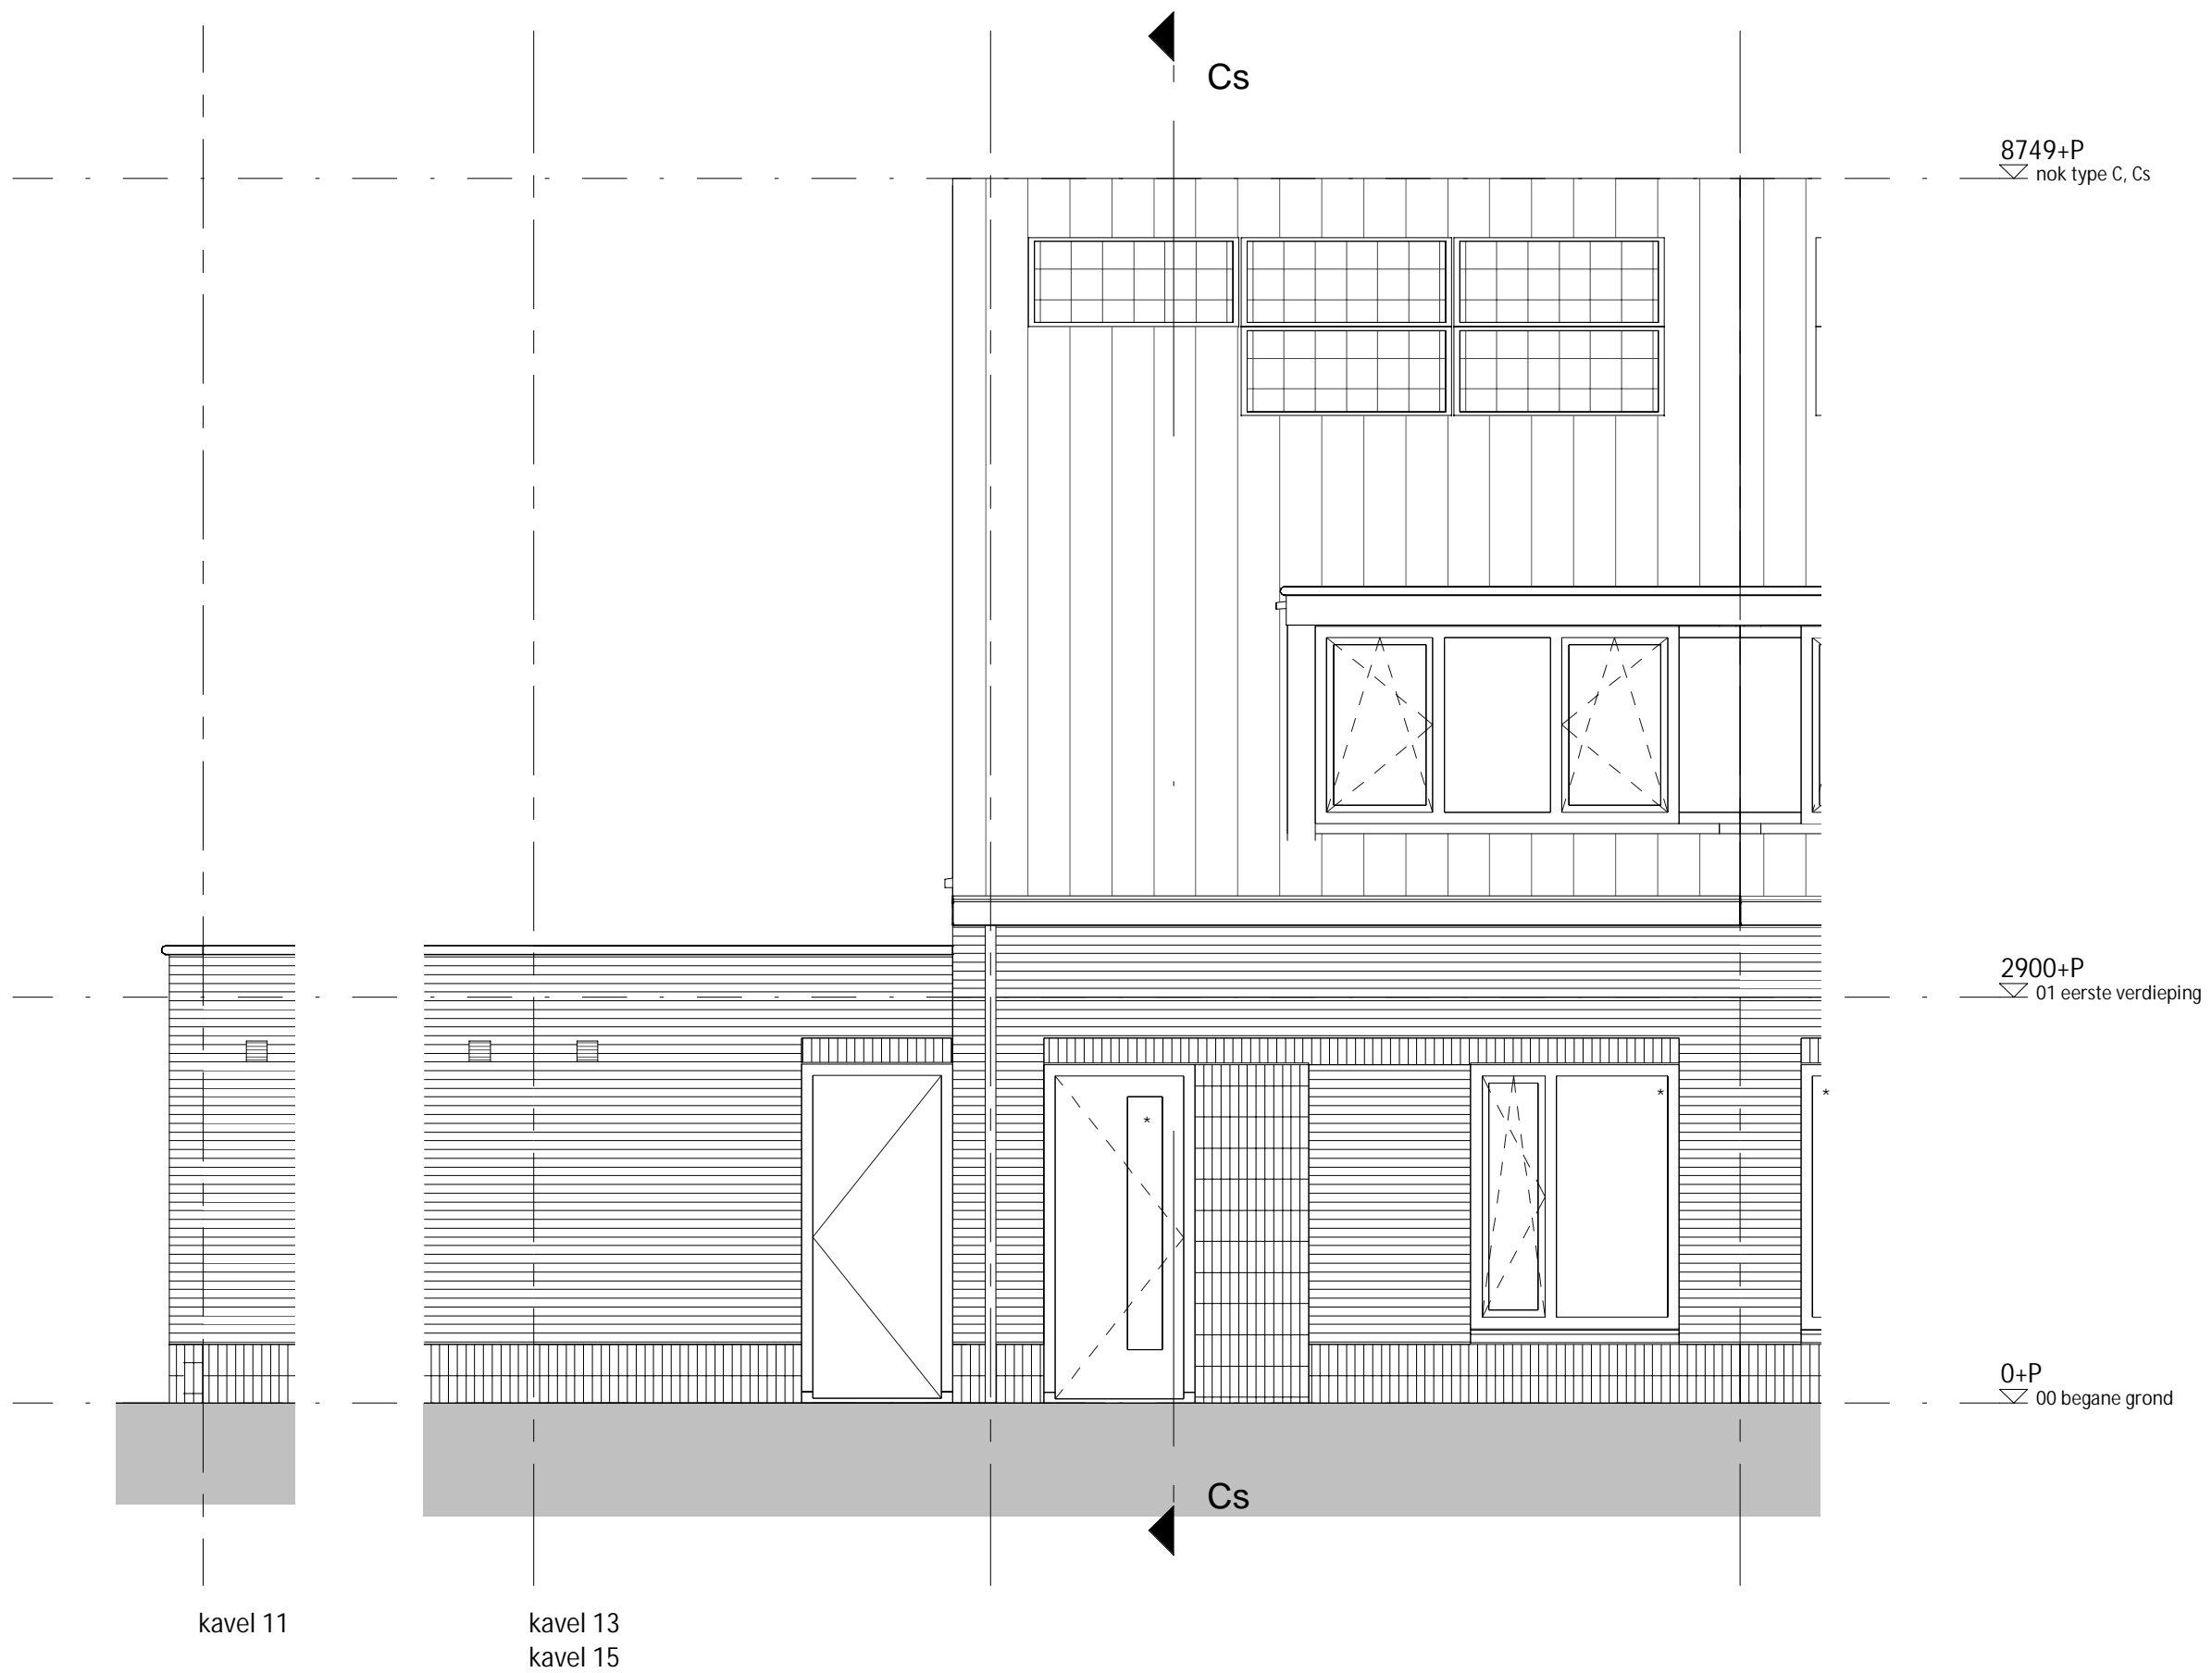 Cs
8749+P
nok type C, Cs
2900+P
01 eerste verdieping
*
*
*
0+P
00 begane grond
Cs
kavel 11
kavel 13
kavel 15